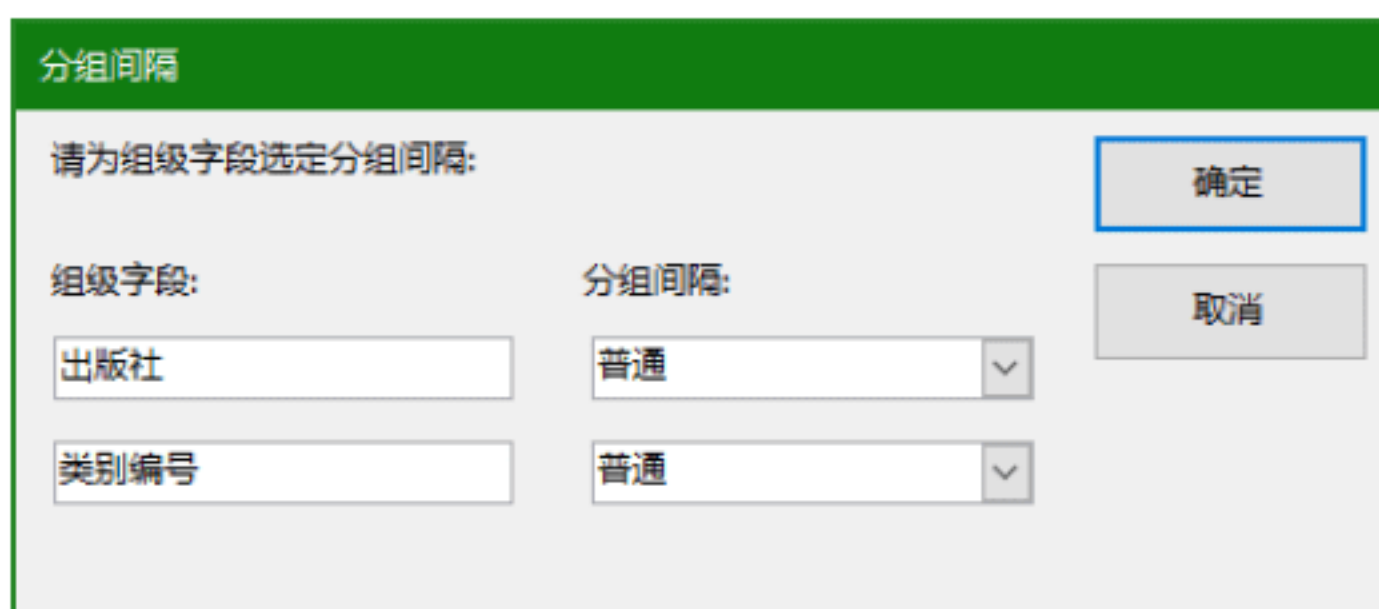 分组间隔
请为组级字段选定分组间隔:
确定
组级字段:
分组间隔:
取消
出版社
普通
类别编号
普通